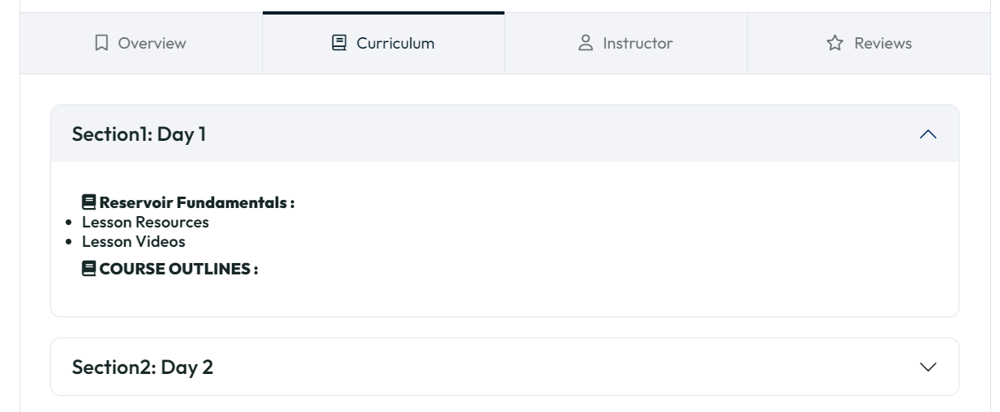 Overview
Curriculum
Instructor
Reviews
Section1: Day 1
Reservoir Fundamentals :
Lesson Resources
Lesson Videos
COURSE OUTLINES :
Section2: Day 2